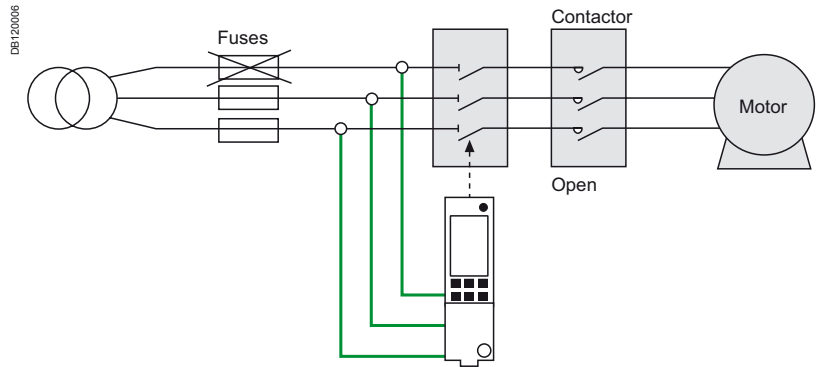 DB120006
Fuses
Contactor
Motor
Open